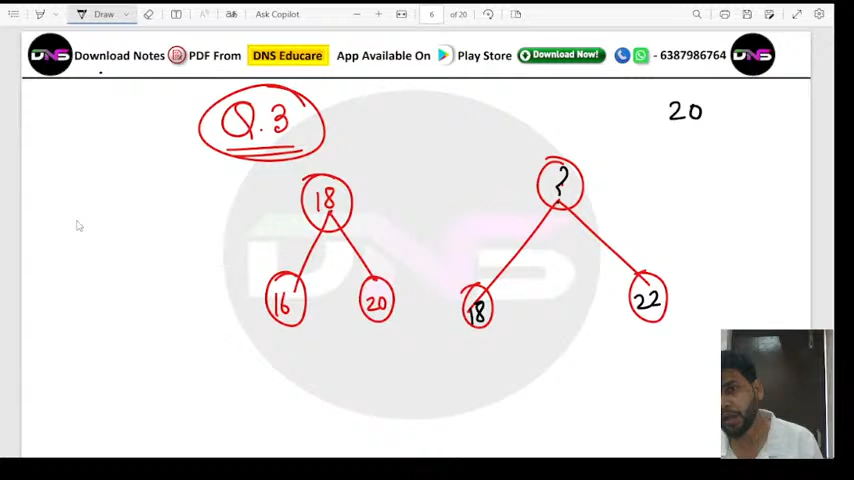 Draw
Ask Copilot
6 of 20
DNS Download Notes PDF From DNS Educare App Available On Play Store Download Now! - 6387986764 DNS
Q.3
20
18
?
16
20
18
22
DNS